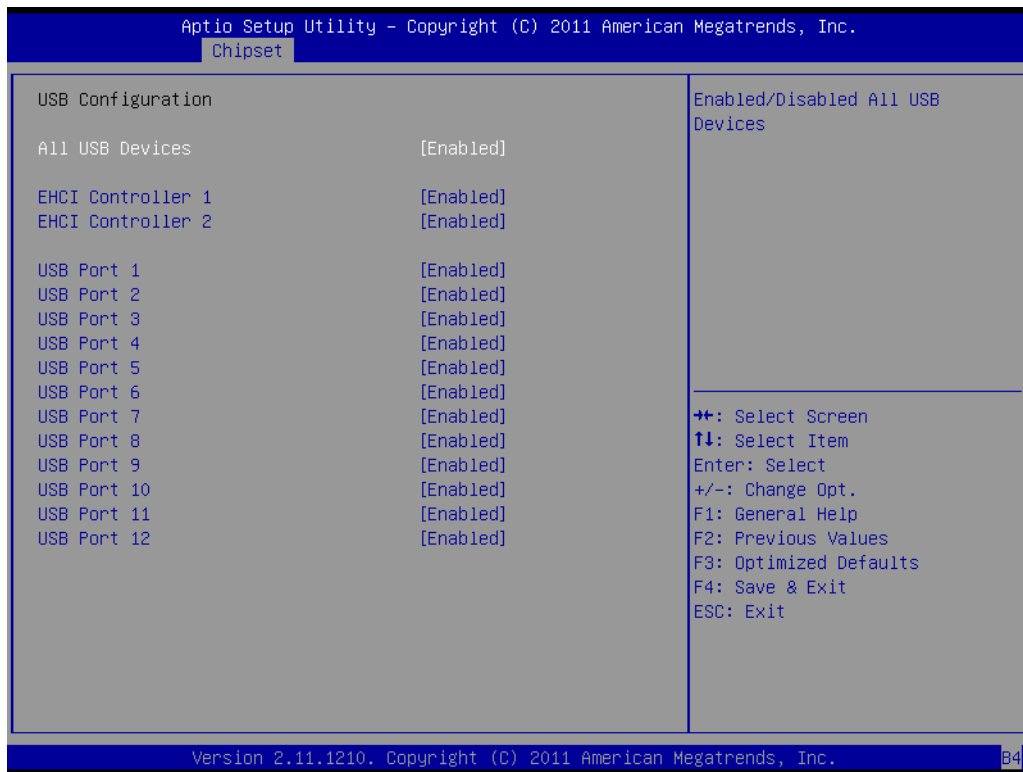 Aptio Setup Utility – Copyright (C) 2011 American Megatrends, Inc.
Chipset
USB Configuration
All USB Devices [Enabled]
EHCI Controller 1 [Enabled]
EHCI Controller 2 [Enabled]
USB Port 1 [Enabled]
USB Port 2 [Enabled]
USB Port 3 [Enabled]
USB Port 4 [Enabled]
USB Port 5 [Enabled]
USB Port 6 [Enabled]
USB Port 7 [Enabled]
USB Port 8 [Enabled]
USB Port 9 [Enabled]
USB Port 10 [Enabled]
USB Port 11 [Enabled]
USB Port 12 [Enabled]
Enabled/Disabled All USB
Devices
→←: Select Screen
↑↓: Select Item
Enter: Select
+/-: Change Opt.
F1: General Help
F2: Previous Values
F3: Optimized Defaults
F4: Save & Exit
ESC: Exit
Version 2.11.1210. Copyright (C) 2011 American Megatrends, Inc.
B4